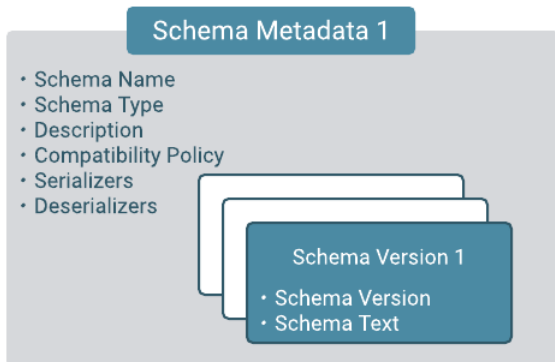 Schema Metadata 1
· Schema Name
· Schema Type
· Description
· Compatibility Policy
· Serializers
· Deserializers
Schema Version 1
· Schema Version
· Schema Text